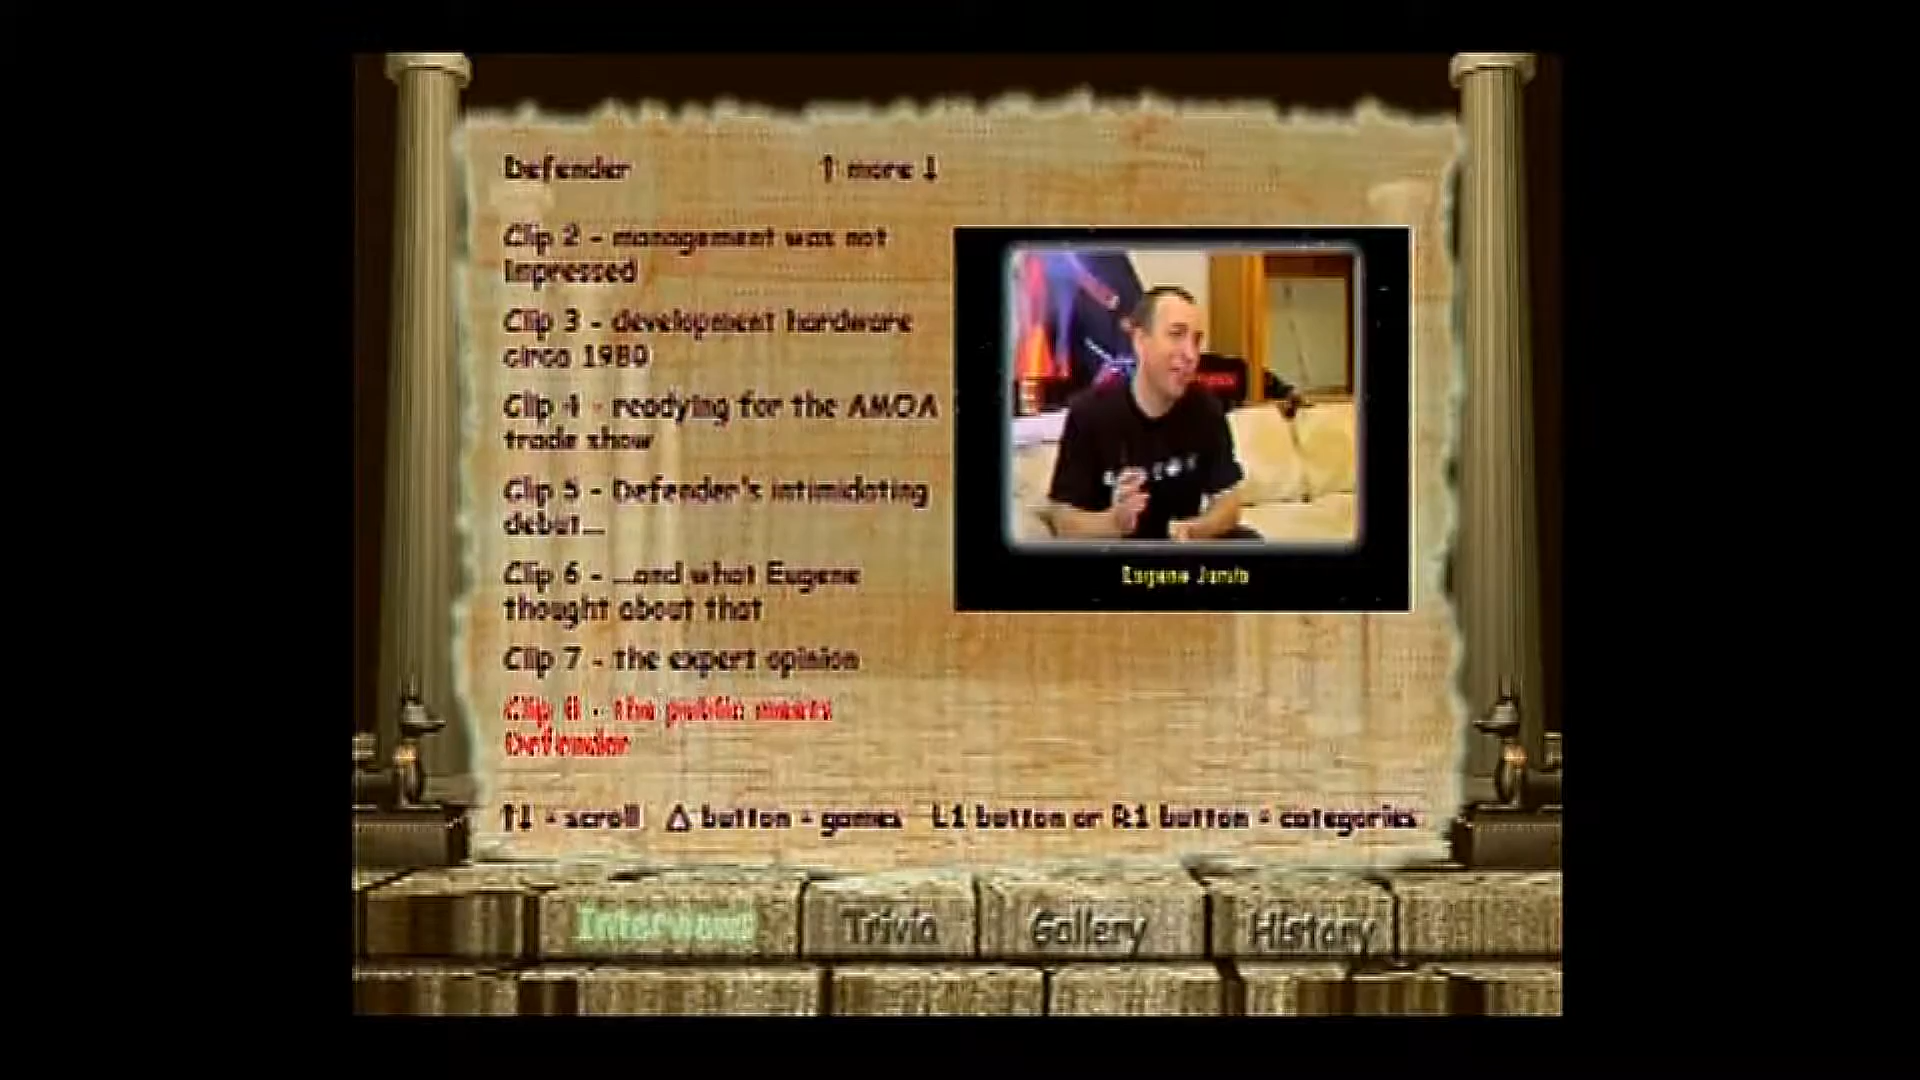 Defender
↑ more ↓
Clip 2 - management was not
impressed
Clip 3 - development hardware
circa 1980
Clip 4 - readying for the AMOA
trade show
Clip 5 - Defender's intimidating
debut...
Clip 6 - ...and what Eugene
thought about that
Clip 7 - the expert opinion
Clip 8 - the public meets
Defender
Eugene Jarvis
↑↓ = scroll △ button = games L1 button or R1 button = categories
Interviews Trivia Gallery History